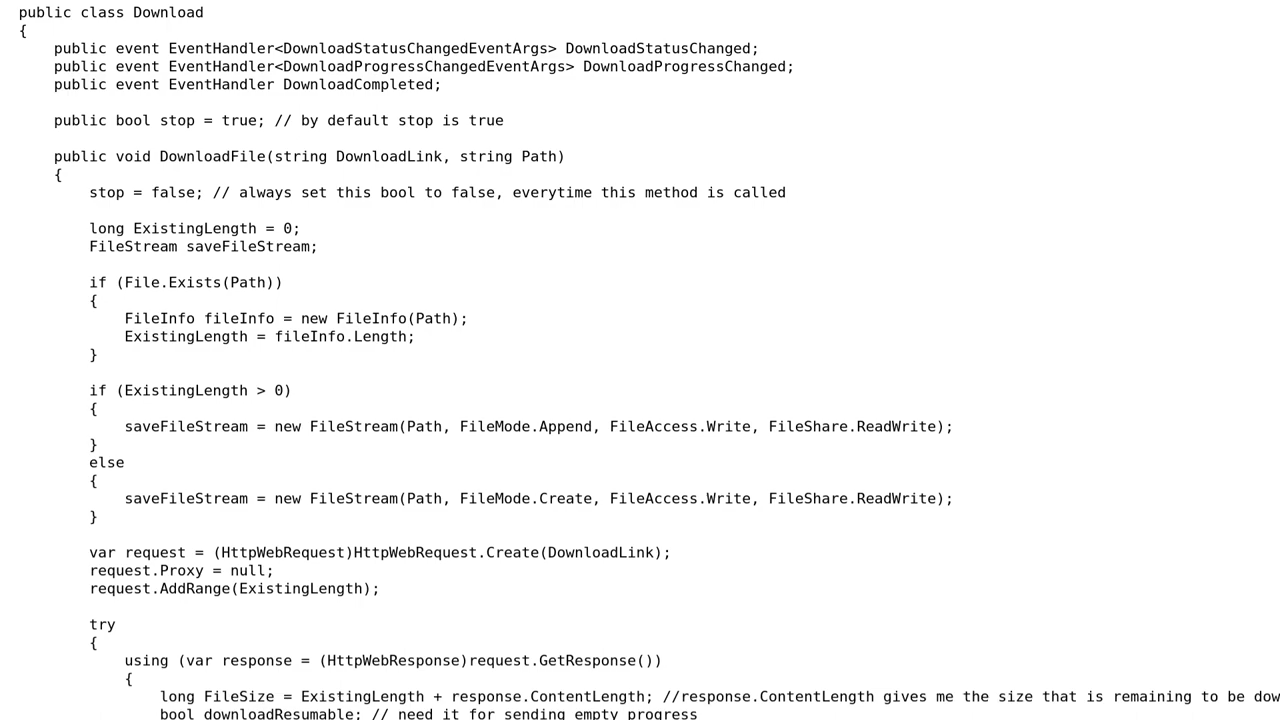 public class Download
{
    public event EventHandler<DownloadStatusChangedEventArgs> DownloadStatusChanged;
    public event EventHandler<DownloadProgressChangedEventArgs> DownloadProgressChanged;
    public event EventHandler DownloadCompleted;

    public bool stop = true; // by default stop is true

    public void DownloadFile(string DownloadLink, string Path)
    {
        stop = false; // always set this bool to false, everytime this method is called

        long ExistingLength = 0;
        FileStream saveFileStream;

        if (File.Exists(Path))
        {
            FileInfo fileInfo = new FileInfo(Path);
            ExistingLength = fileInfo.Length;
        }

        if (ExistingLength > 0)
        {
            saveFileStream = new FileStream(Path, FileMode.Append, FileAccess.Write, FileShare.ReadWrite);
        }
        else
        {
            saveFileStream = new FileStream(Path, FileMode.Create, FileAccess.Write, FileShare.ReadWrite);
        }

        var request = (HttpWebRequest)HttpWebRequest.Create(DownloadLink);
        request.Proxy = null;
        request.AddRange(ExistingLength);

        try
        {
            using (var response = (HttpWebResponse)request.GetResponse())
            {
                long FileSize = ExistingLength + response.ContentLength; //response.ContentLength gives me the size that is remaining to be dow
                bool downloadResumable; // need it for sending empty progress